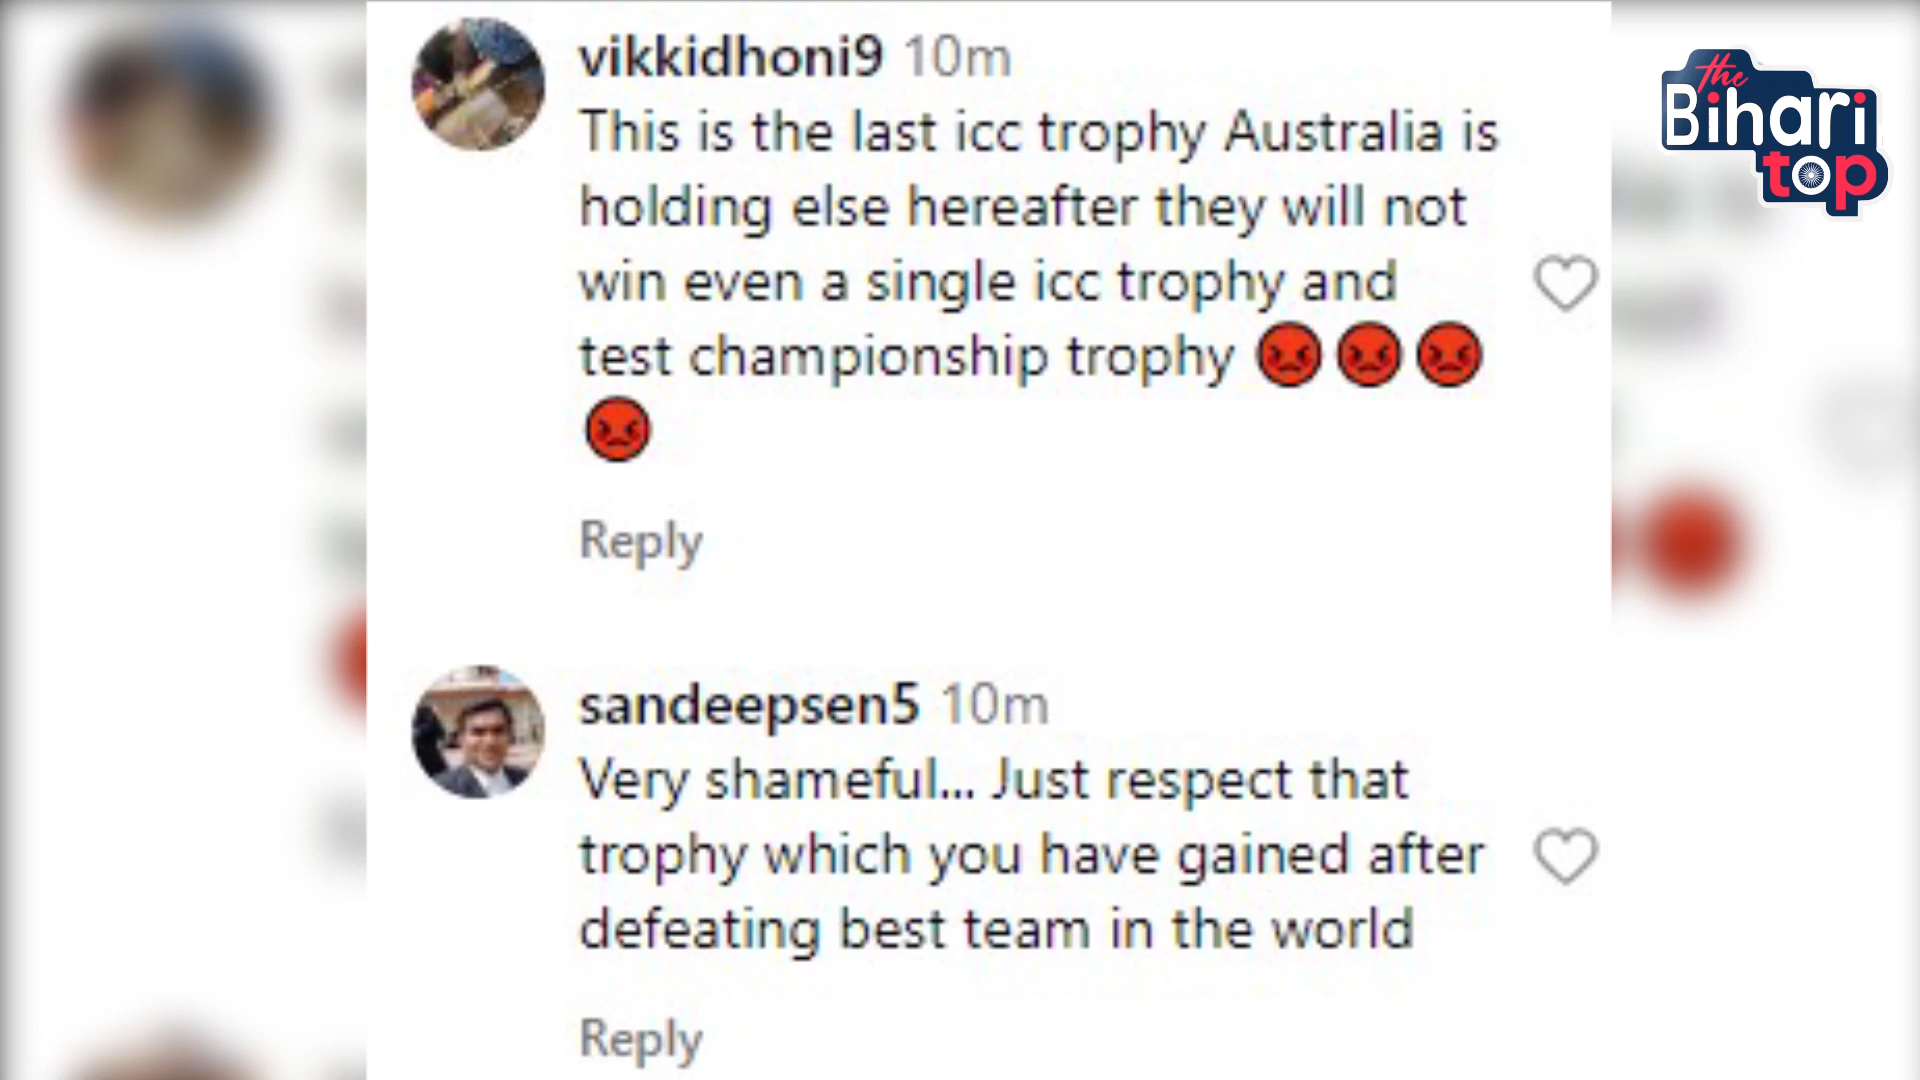 the
Bihari
top
vikkidhoni9 10m
This is the last icc trophy Australia is
holding else hereafter they will not
win even a single icc trophy and
test championship trophy 😡😡😡
😡
Reply
sandeepsen5 10m
Very shameful... Just respect that
trophy which you have gained after
defeating best team in the world
Reply